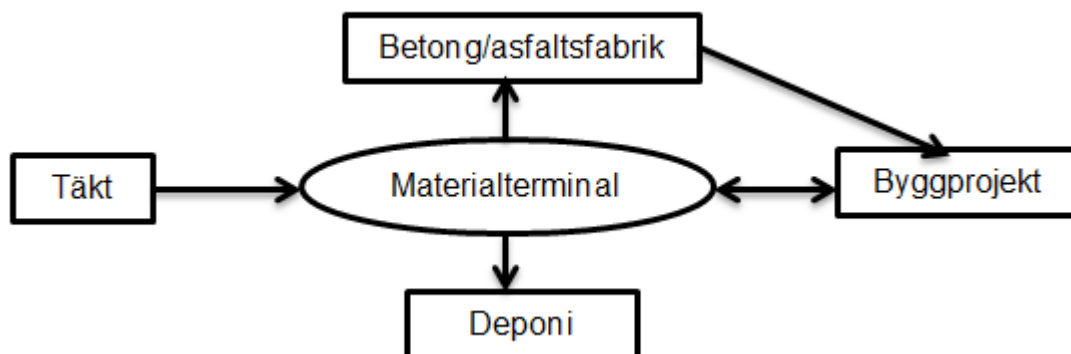 Betong/asfaltsfabrik
Täkt
Materialterminal
Byggprojekt
Deponi